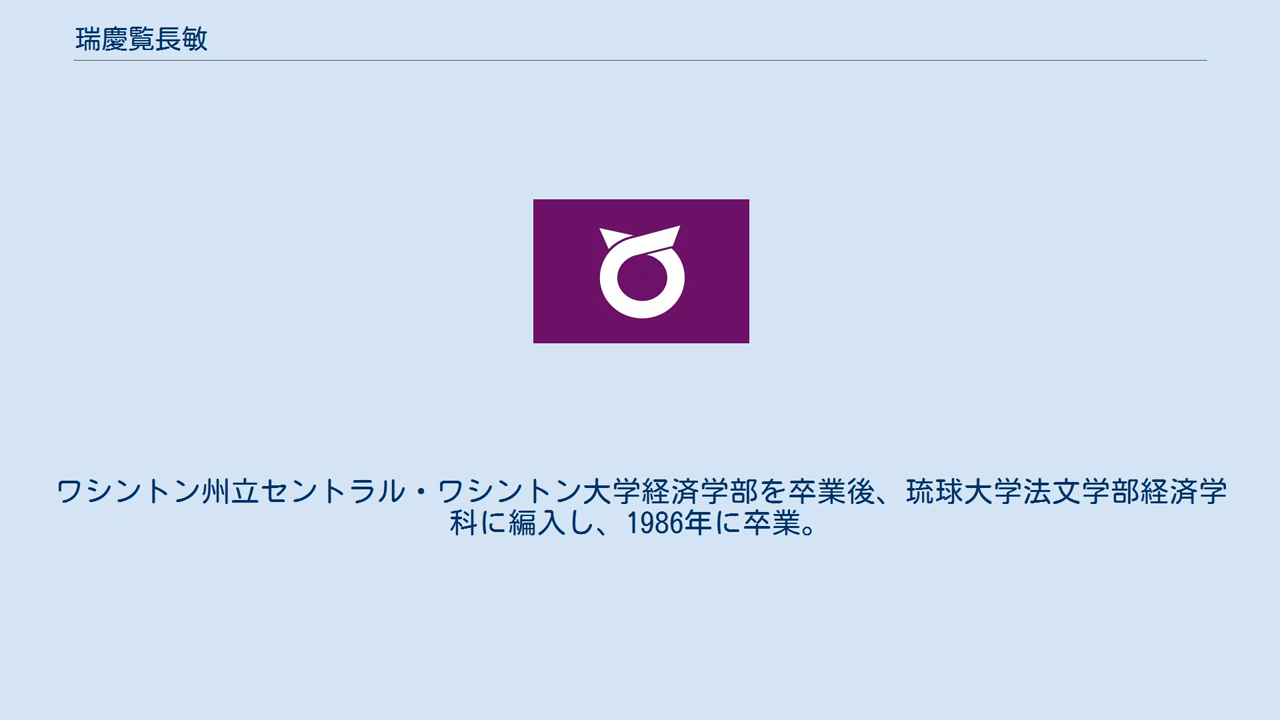 瑞慶覧長敏
ワシントン州立セントラル・ワシントン大学経済学部を卒業後、琉球大学法文学部経済学
科に編入し、1986年に卒業。